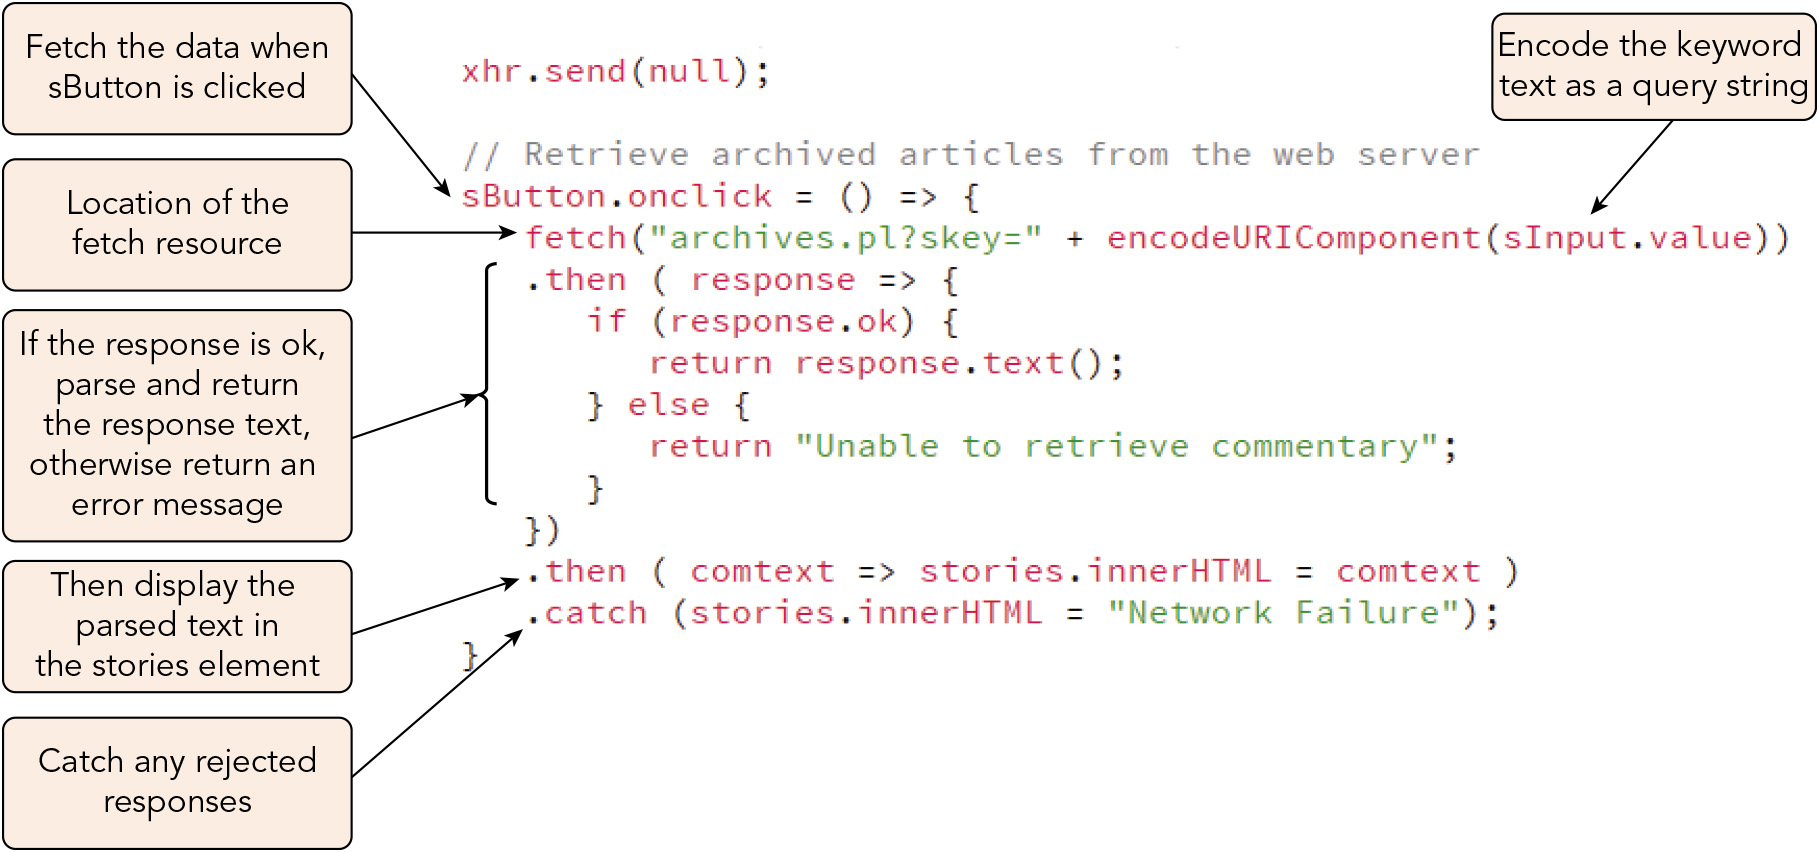 Fetch the data when
sButton is clicked
Location of the
fetch resource
If the response is ok,
parse and return
the response text,
otherwise return an
error message
Then display the
parsed text in
the stories element
Catch any rejected
responses
Encode the keyword
text as a query string
xhr.send(null);
// Retrieve archived articles from the web server
sButton.onclick = () => {
fetch("archives.pl?skey=" + encodeURIComponent(sInput.value))
.then ( response => {
if (response.ok) {
return response.text();
} else {
return "Unable to retrieve commentary";
}
})
.then ( comtext => stories.innerHTML = comtext )
.catch (stories.innerHTML = "Network Failure");
}